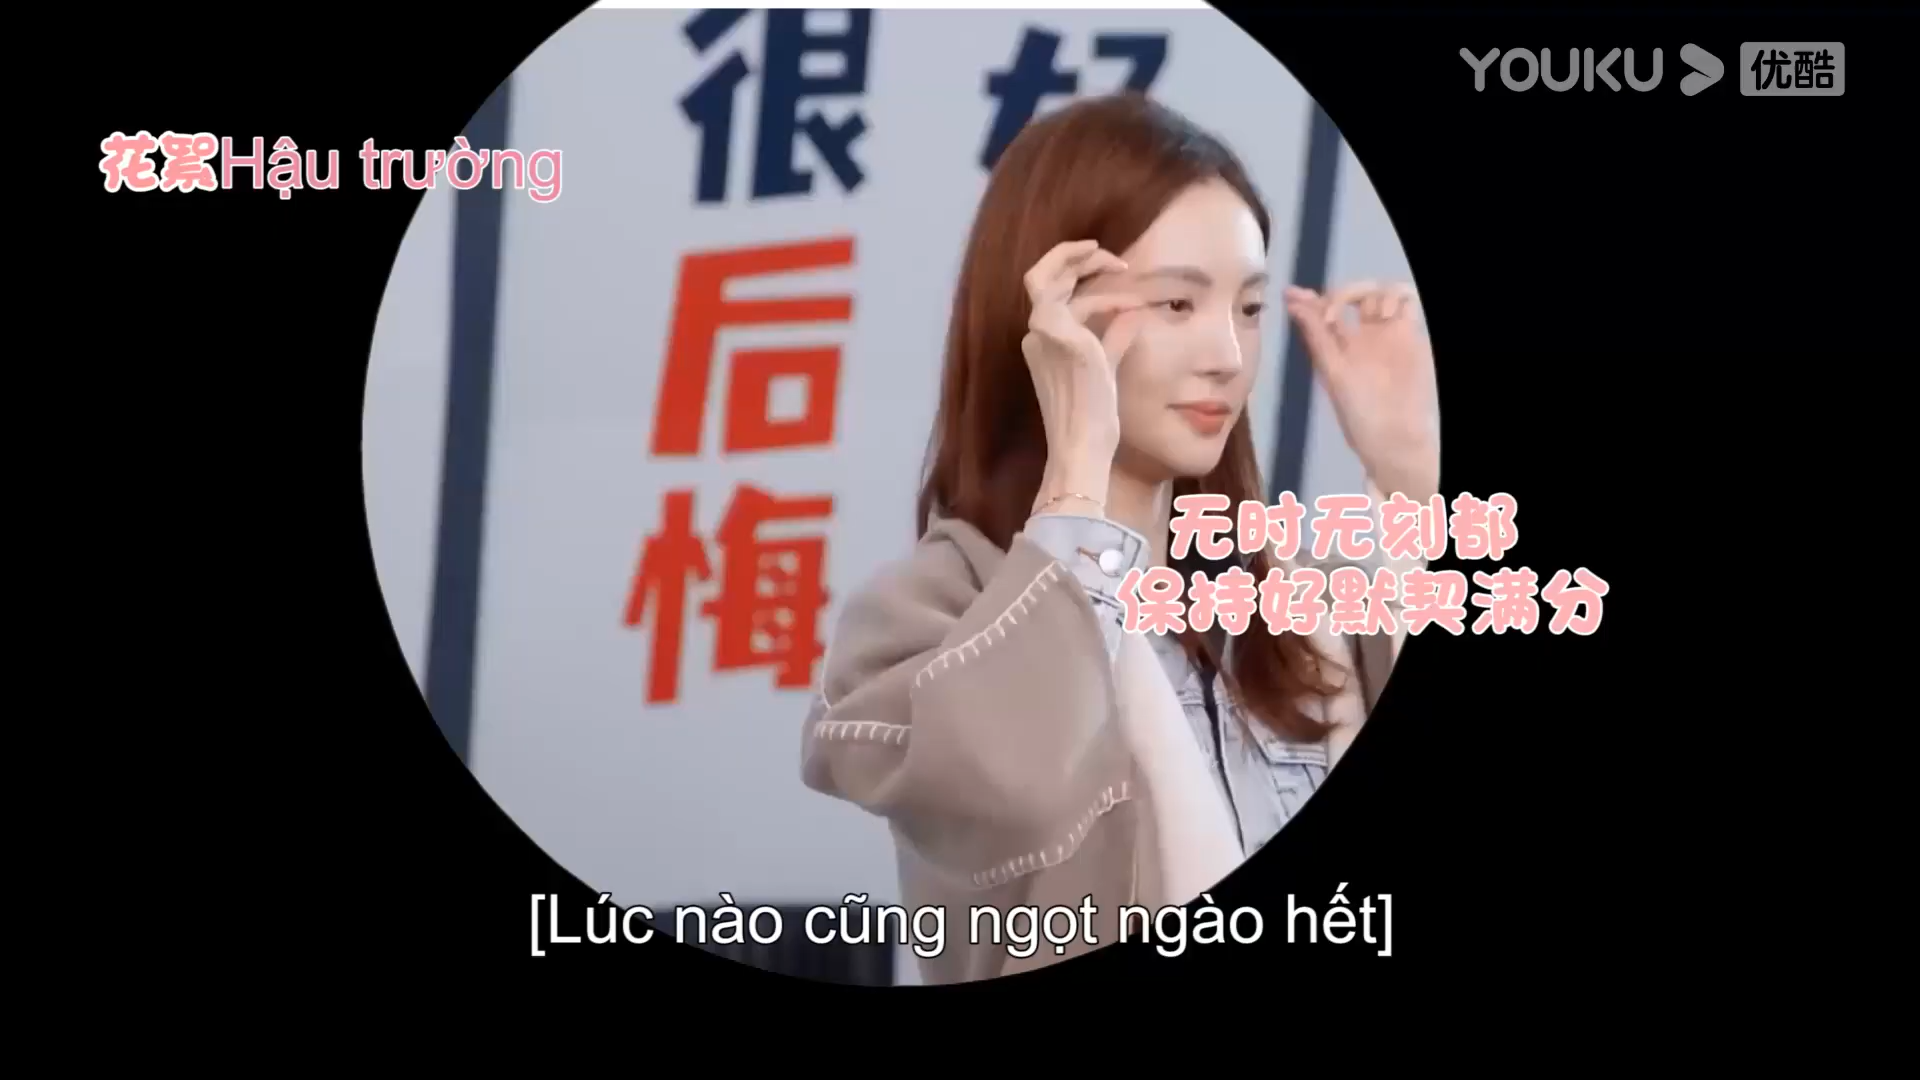 YOUKU 优酷
花絮Hậu trường
很
后
悔
好
无时无刻都
保持好默契满分
[Lúc nào cũng ngọt ngào hết]